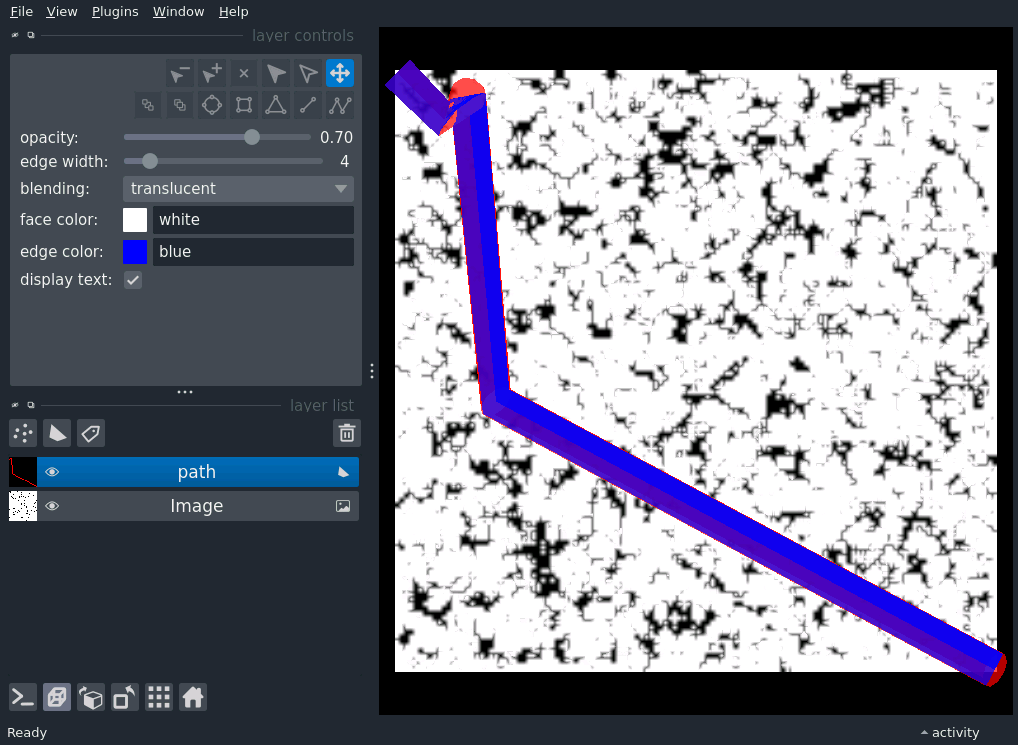 File View Plugins Window Help
layer controls
opacity: 0.70
edge width: 4
blending: translucent
face color: white
edge color: blue
display text:
layer list
path
Image
Ready
activity